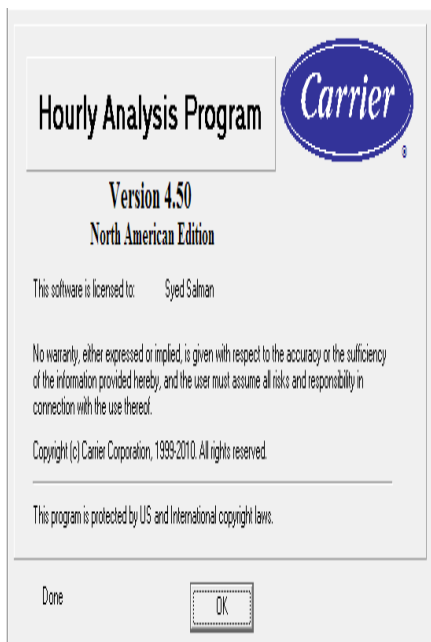 Hourly Analysis Program
Carrier
®
Version 4.50
North American Edition
This software is licensed to: Syed Salman
No warranty, either expressed or implied, is given with respect to the accuracy or the sufficiency
of the information provided hereby, and the user must assume all risks and responsibility in
connection with the use thereof.
Copyright (c) Carrier Corporation, 1999-2010. All rights reserved.
This program is protected by US and International copyright laws.
Done
OK